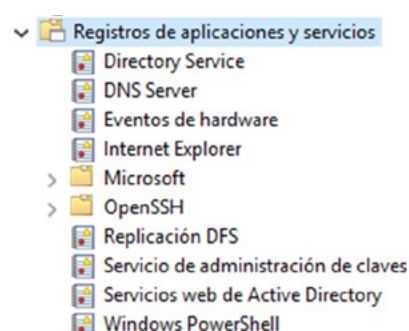 Registros de aplicaciones y servicios
Directory Service
DNS Server
Eventos de hardware
Internet Explorer
Microsoft
OpenSSH
Replicación DFS
Servicio de administración de claves
Servicios web de Active Directory
Windows PowerShell